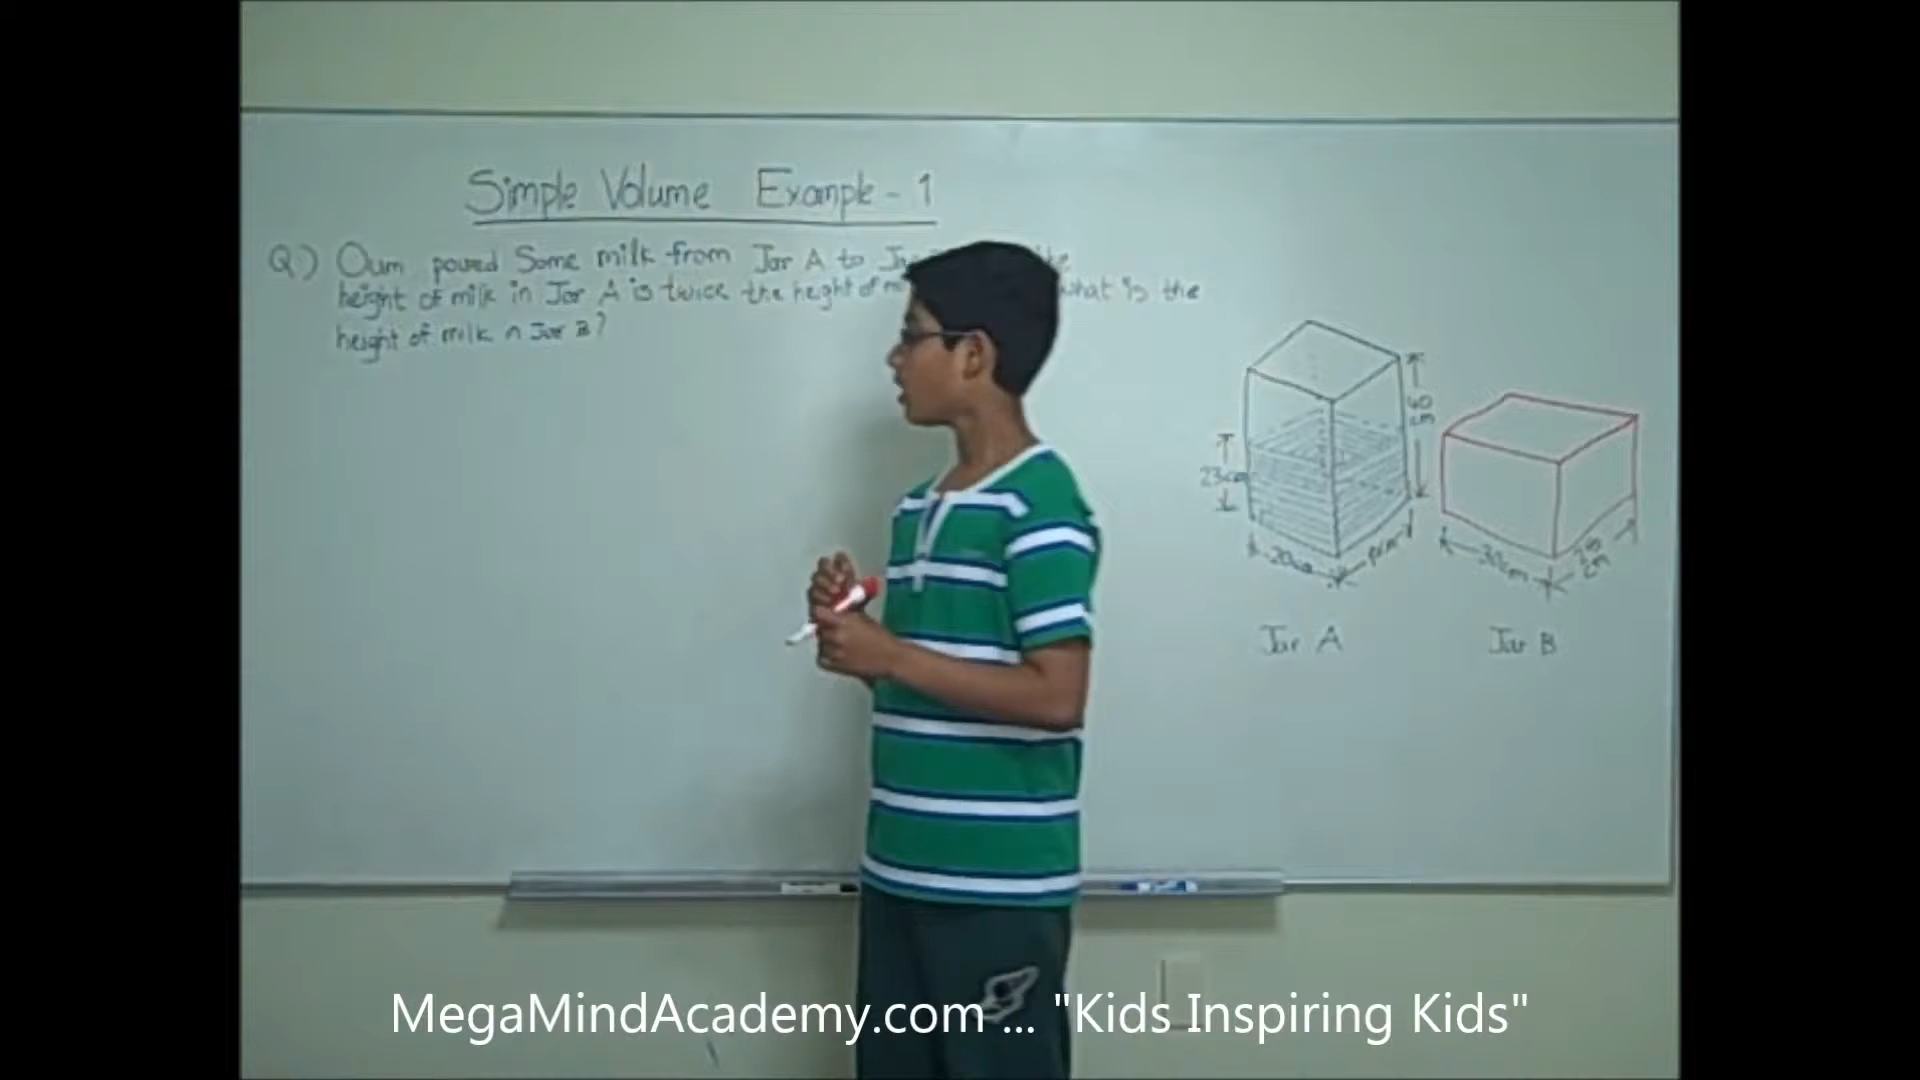 Simple Volume Example - 1
Q.) Oum poured Some milk from Jar A to
height of milk in Jar A is twice the height of what is the
height of milk n Jar B?
40
cm
23cm
20cm
30cm
cm
Jar A
Jar B
MegaMindAcademy.com ... "Kids Inspiring Kids"